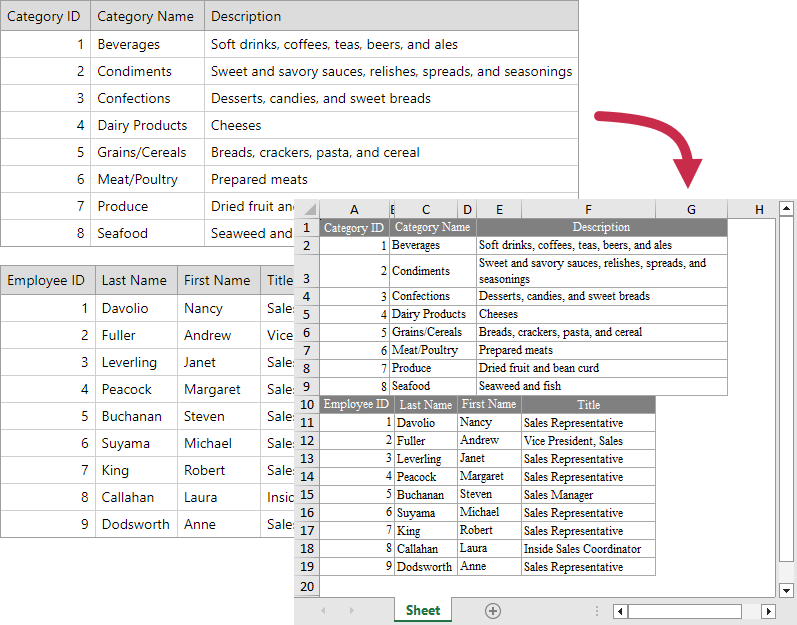 Category ID Category Name Description
1 Beverages Soft drinks, coffees, teas, beers, and ales
2 Condiments Sweet and savory sauces, relishes, spreads, and seasonings
3 Confections Desserts, candies, and sweet breads
4 Dairy Products Cheeses
5 Grains/Cereals Breads, crackers, pasta, and cereal
6 Meat/Poultry Prepared meats
7 Produce Dried fruit an
8 Seafood Seaweed and
Employee ID Last Name First Name Title
1 Davolio Nancy Sale
2 Fuller Andrew Vice
3 Leverling Janet Sale
4 Peacock Margaret Sale
5 Buchanan Steven Sale
6 Suyama Michael Sale
7 King Robert Sale
8 Callahan Laura Insid
9 Dodsworth Anne Sale
A B C D E F G H
1 Category ID Category Name Description
2 1 Beverages Soft drinks, coffees, teas, beers, and ales
3 2 Condiments Sweet and savory sauces, relishes, spreads, and
seasonings
4 3 Confections Desserts, candies, and sweet breads
5 4 Dairy Products Cheeses
6 5 Grains/Cereals Breads, crackers, pasta, and cereal
7 6 Meat/Poultry Prepared meats
8 7 Produce Dried fruit and bean curd
9 8 Seafood Seaweed and fish
10 Employee ID Last Name First Name Title
11 1 Davolio Nancy Sales Representative
12 2 Fuller Andrew Vice President, Sales
13 3 Leverling Janet Sales Representative
14 4 Peacock Margaret Sales Representative
15 5 Buchanan Steven Sales Manager
16 6 Suyama Michael Sales Representative
17 7 King Robert Sales Representative
18 8 Callahan Laura Inside Sales Coordinator
19 9 Dodsworth Anne Sales Representative
20
Sheet